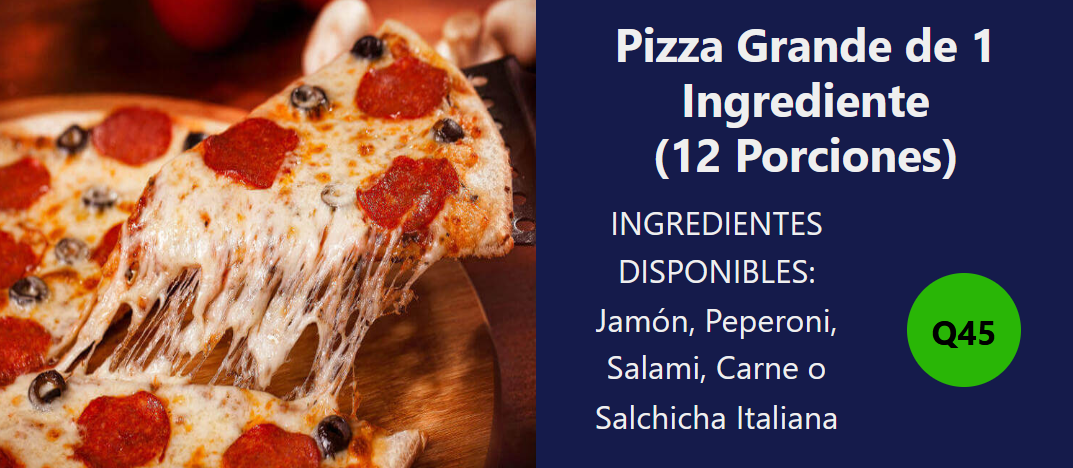 Pizza Grande de 1
Ingrediente
(12 Porciones)
INGREDIENTES
DISPONIBLES:
Jamón, Peperoni,
Salami, Carne o
Salchicha Italiana
Q45